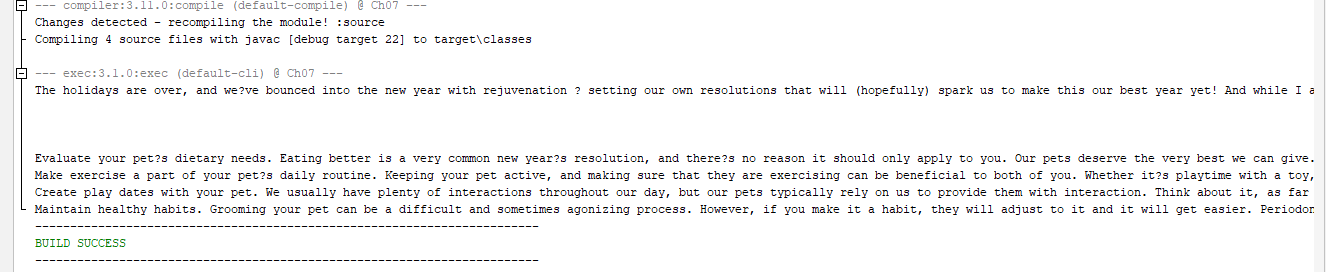 --- compiler:3.11.0:compile (default-compile) @ Ch07 ---
Changes detected - recompiling the module! :source
Compiling 4 source files with javac [debug target 22] to target\classes
--- exec:3.1.0:exec (default-cli) @ Ch07 ---
The holidays are over, and we?ve bounced into the new year with rejuvenation ? setting our own resolutions that will (hopefully) spark us to make this our best year yet! And while I a
Evaluate your pet?s dietary needs. Eating better is a very common new year?s resolution, and there?s no reason it should only apply to you. Our pets deserve the very best we can give.
Make exercise a part of your pet?s daily routine. Keeping your pet active, and making sure that they are exercising can be beneficial to both of you. Whether it?s playtime with a toy,
Create play dates with your pet. We usually have plenty of interactions throughout our day, but our pets typically rely on us to provide them with interaction. Think about it, as far
Maintain healthy habits. Grooming your pet can be a difficult and sometimes agonizing process. However, if you make it a habit, they will adjust to it and it will get easier. Periodon
------------------------------------------------------------------------
BUILD SUCCESS
------------------------------------------------------------------------